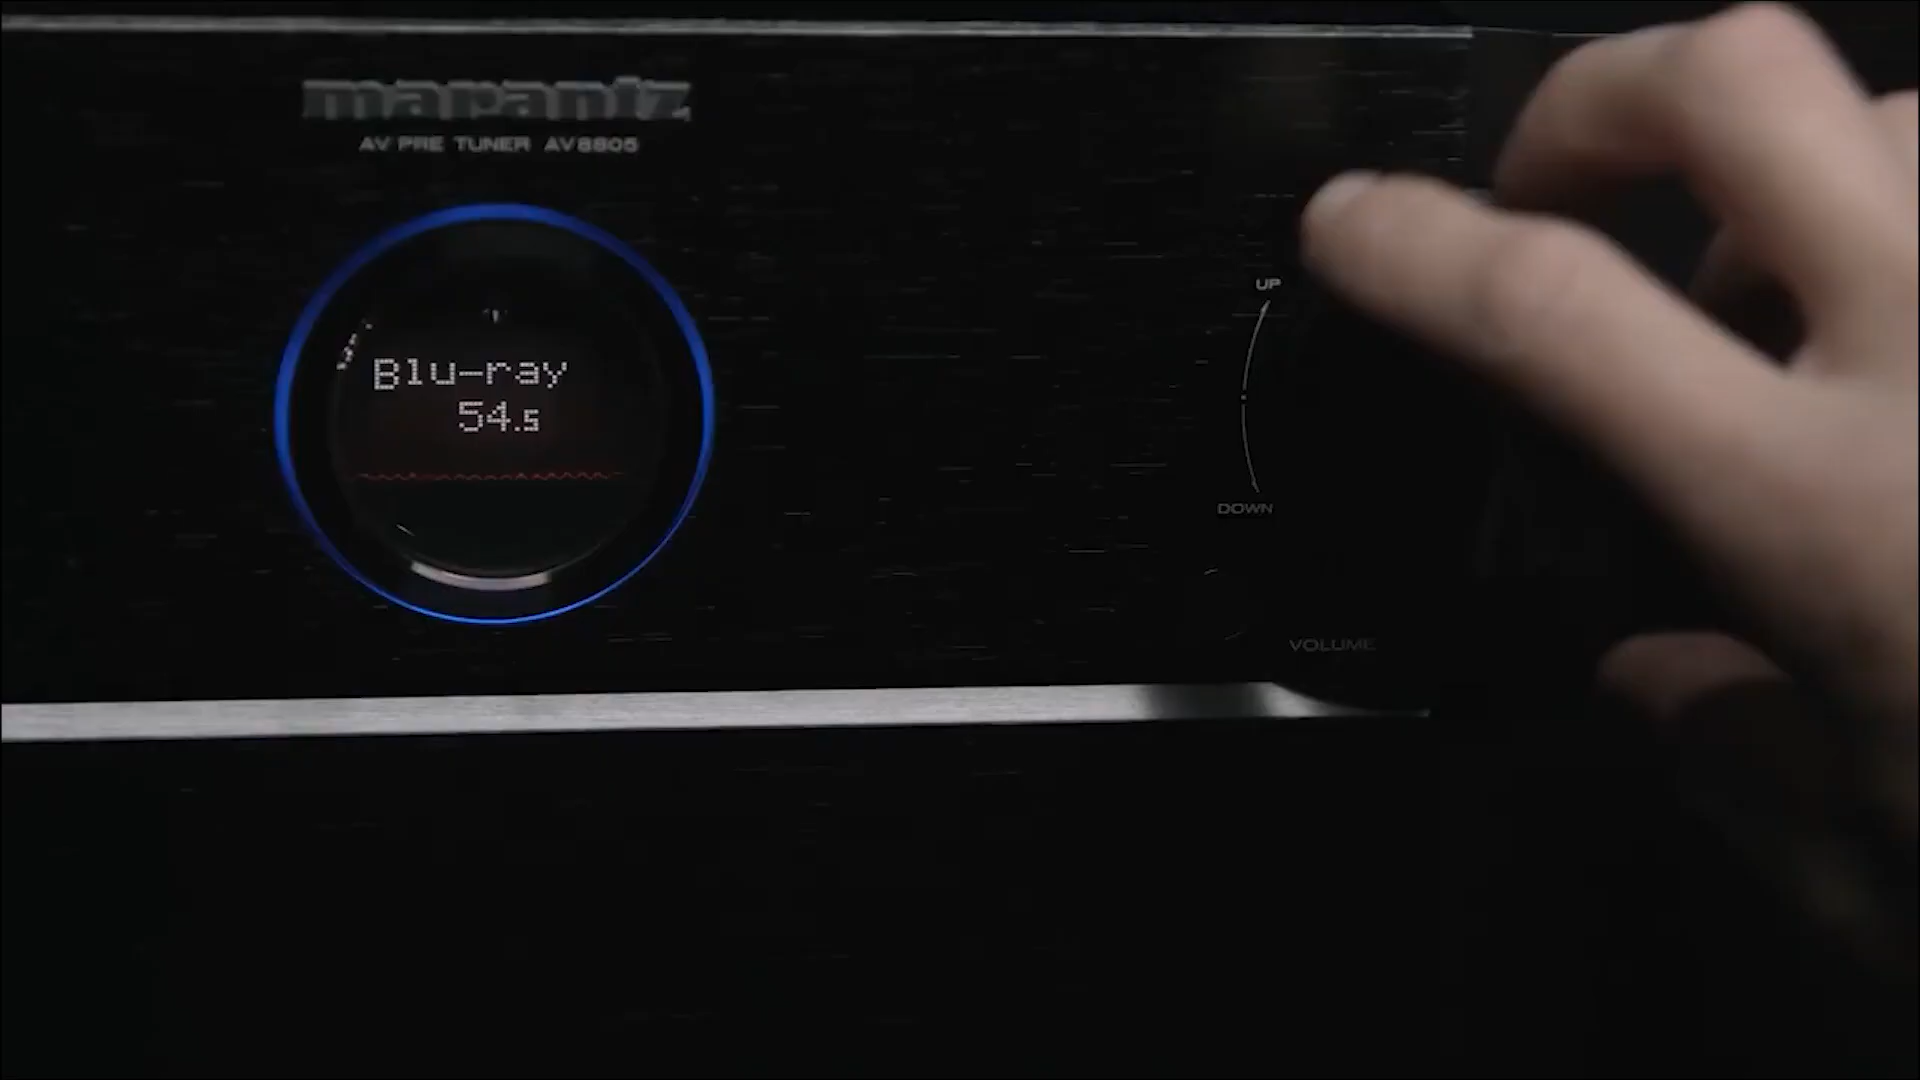 marantz
AV PRE TUNER AV8805
Blu-ray
54.5
UP
DOWN
VOLUME